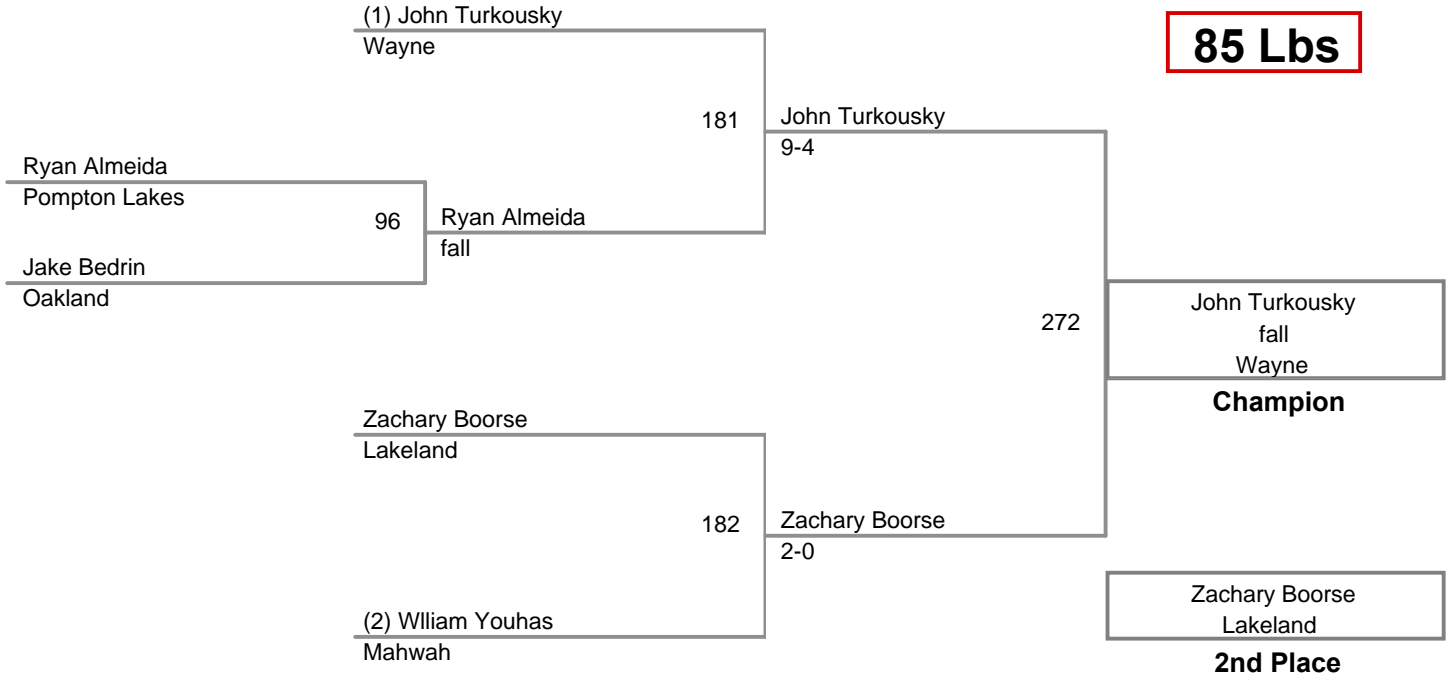 (1) John Turkousky
Wayne
85 Lbs
181
John Turkousky
9-4
Ryan Almeida
Pompton Lakes
96
Ryan Almeida
fall
Jake Bedrin
Oakland
272
John Turkousky
fall
Wayne
Champion
Zachary Boorse
Lakeland
182
Zachary Boorse
2-0
(2) WIliam Youhas
Mahwah
Zachary Boorse
Lakeland
2nd Place